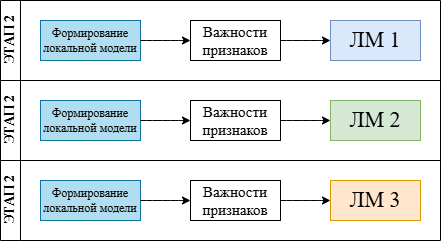 ЭТАП 2
Формирование
локальной модели
Важности
признаков
ЛМ 1
ЭТАП 2
Формирование
локальной модели
Важности
признаков
ЛМ 2
ЭТАП 2
Формирование
локальной модели
Важности
признаков
ЛМ 3